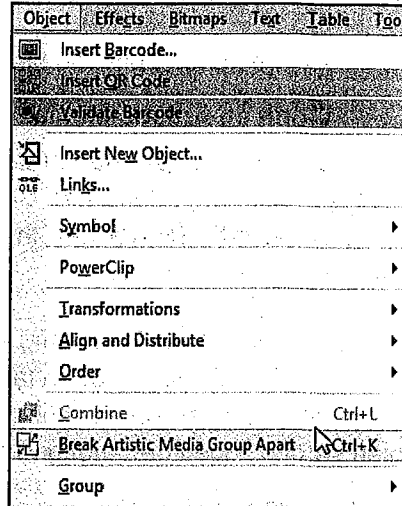 Object Effects Bitmaps Text Table Too
Insert Barcode...
Insert QR Code
Validate Barcode
Insert New Object...
OLE Links...
Symbol
PowerClip
Transformations
Align and Distribute
Order
Combine Ctrl+L
Break Artistic Media Group Apart Ctrl+K
Group